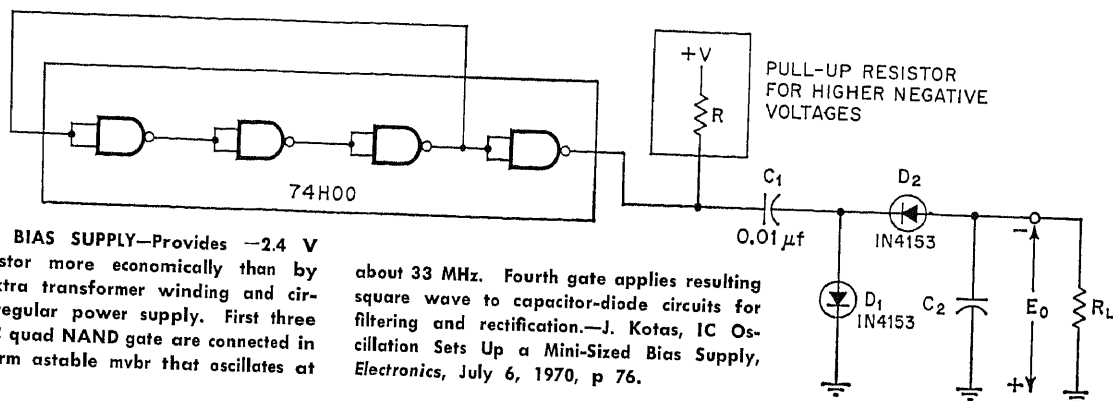 +V
R
PULL-UP RESISTOR
FOR HIGHER NEGATIVE
VOLTAGES
74H00
C1
0.01 µf
D2
IN4153
D1
IN4153
C2
−
E0
+
RL
BIAS SUPPLY—Provides −2.4 V
stor more economically than by
xtra transformer winding and cir-
regular power supply. First three
quad NAND gate are connected in
rm astable mvbr that oscillates at
about 33 MHz. Fourth gate applies resulting
square wave to capacitor-diode circuits for
filtering and rectification.—J. Kotas, IC Os-
cillation Sets Up a Mini-Sized Bias Supply,
Electronics, July 6, 1970, p 76.